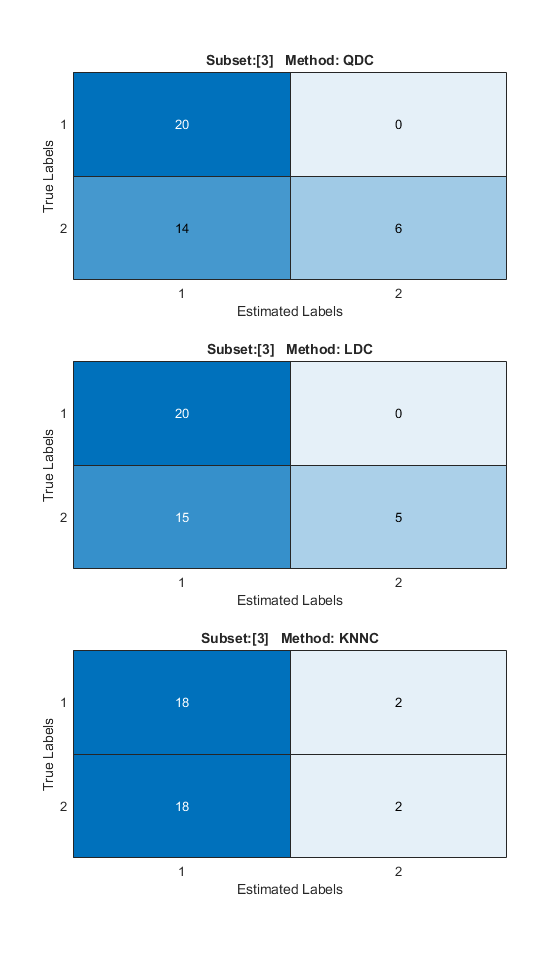 Subset:[3] Method: QDC
True Labels
1
20
0
2
14
6
1
2
Estimated Labels
Subset:[3] Method: LDC
True Labels
1
20
0
2
15
5
1
2
Estimated Labels
Subset:[3] Method: KNNC
True Labels
1
18
2
2
18
2
1
2
Estimated Labels